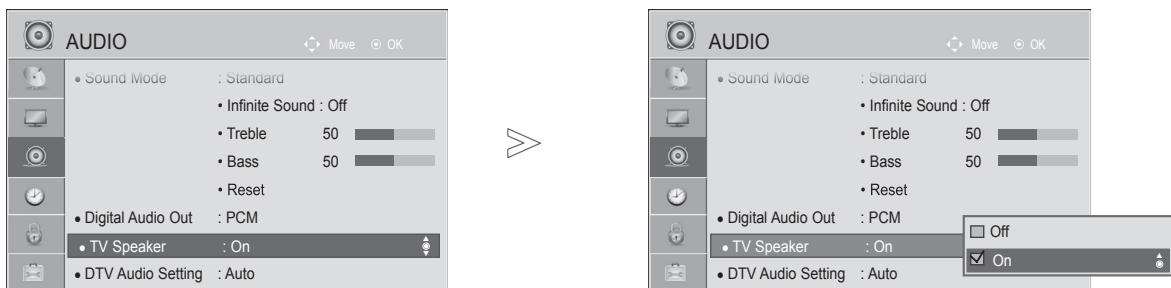 AUDIO Move OK
• Sound Mode : Standard
• Infinite Sound : Off
• Treble 50
• Bass 50
• Reset
• Digital Audio Out : PCM
• TV Speaker : On
• DTV Audio Setting : Auto
AUDIO Move OK
• Sound Mode : Standard
• Infinite Sound : Off
• Treble 50
• Bass 50
• Reset
• Digital Audio Out : PCM
• TV Speaker : On
• DTV Audio Setting : Auto
Off
On